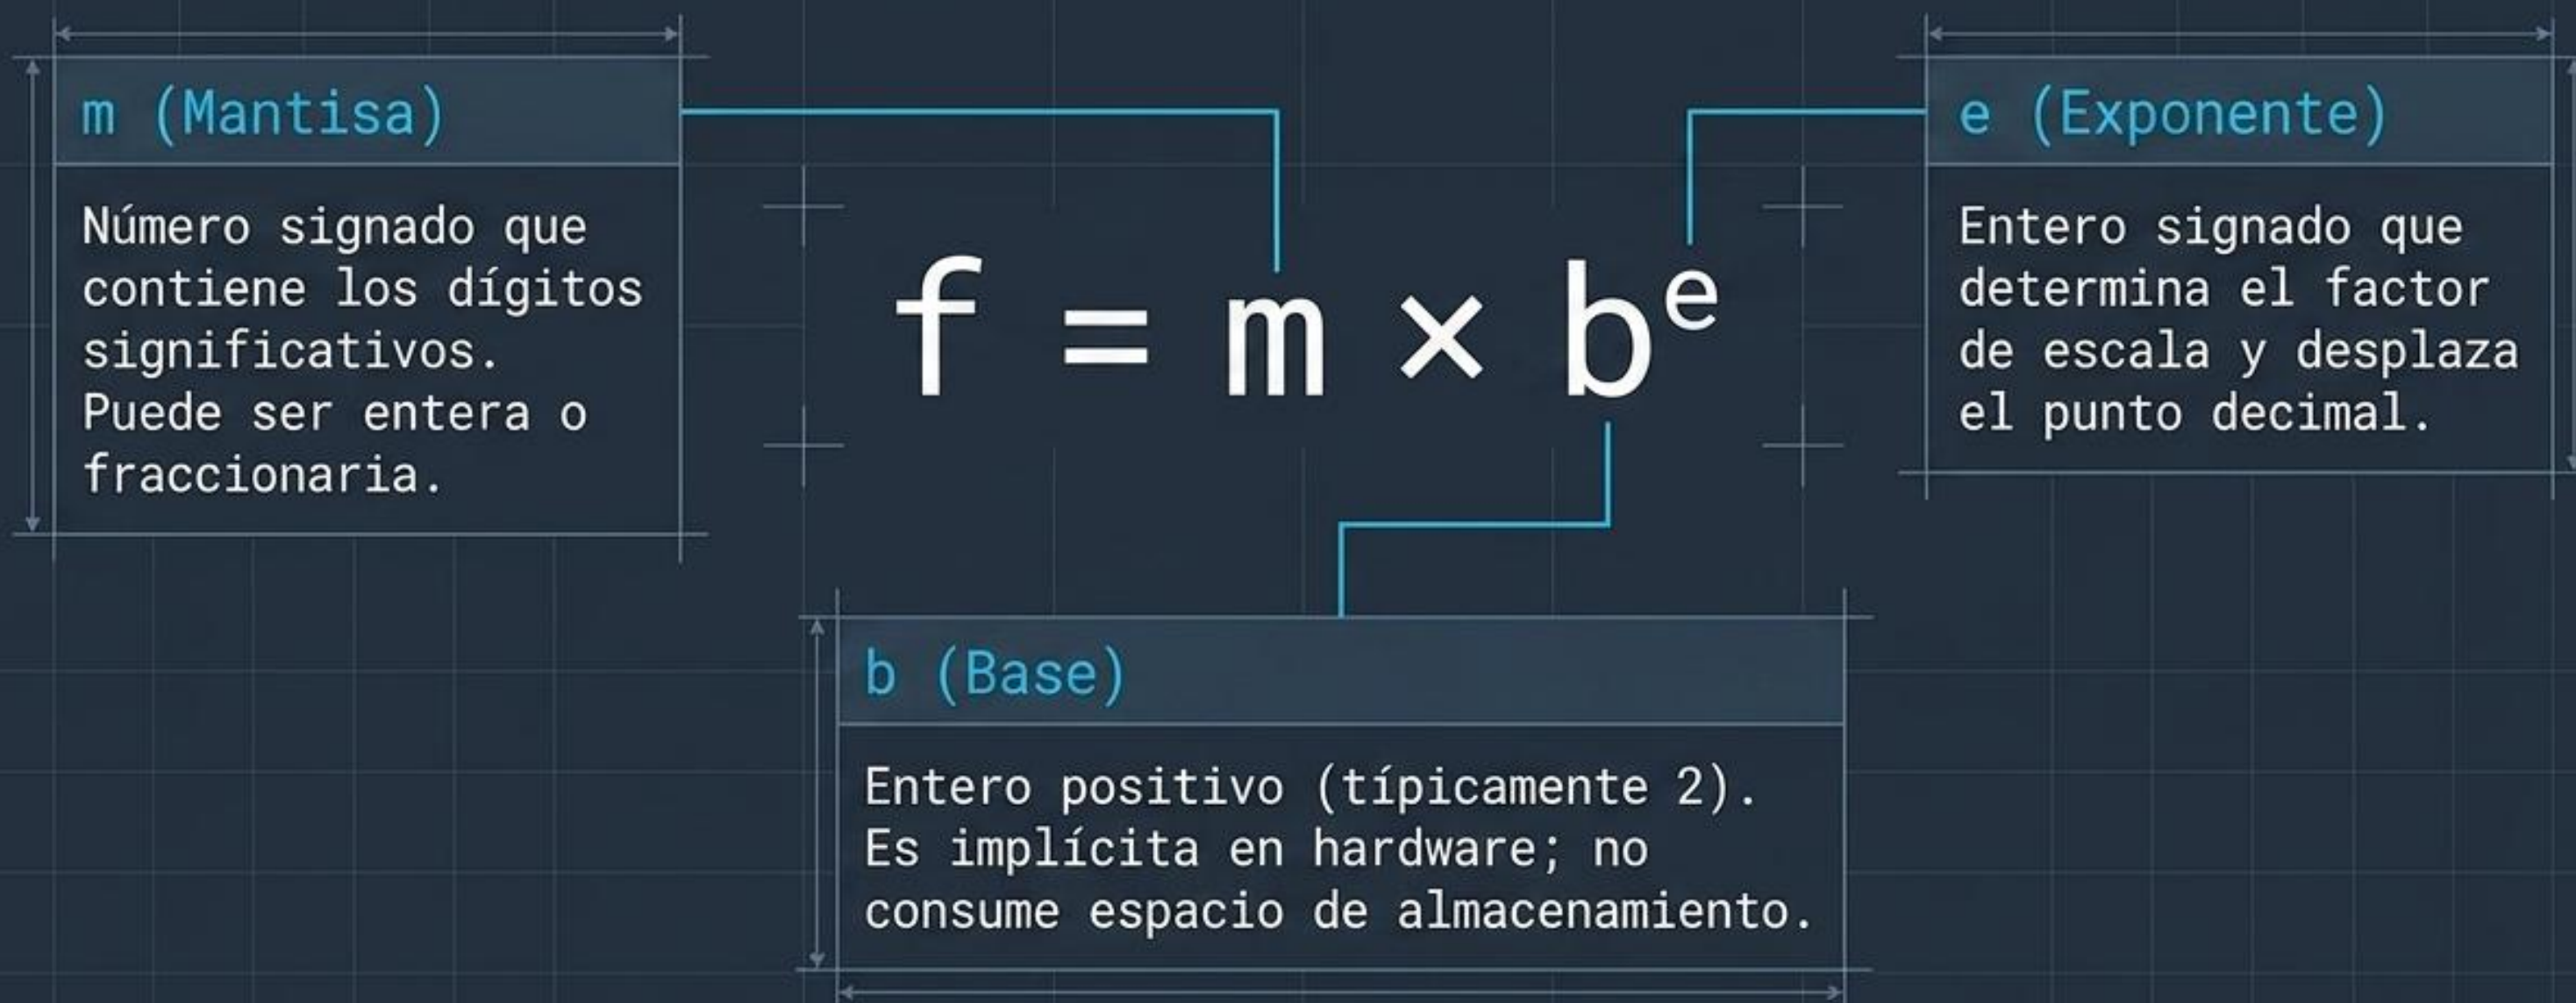 m (Mantisa)
Número signado que
contiene los dígitos
significativos.
Puede ser entera o
fraccionaria.
f = m × bᵉ
e (Exponente)
Entero signado que
determina el factor
de escala y desplaza
el punto decimal.
b (Base)
Entero positivo (típicamente 2).
Es implícita en hardware; no
consume espacio de almacenamiento.